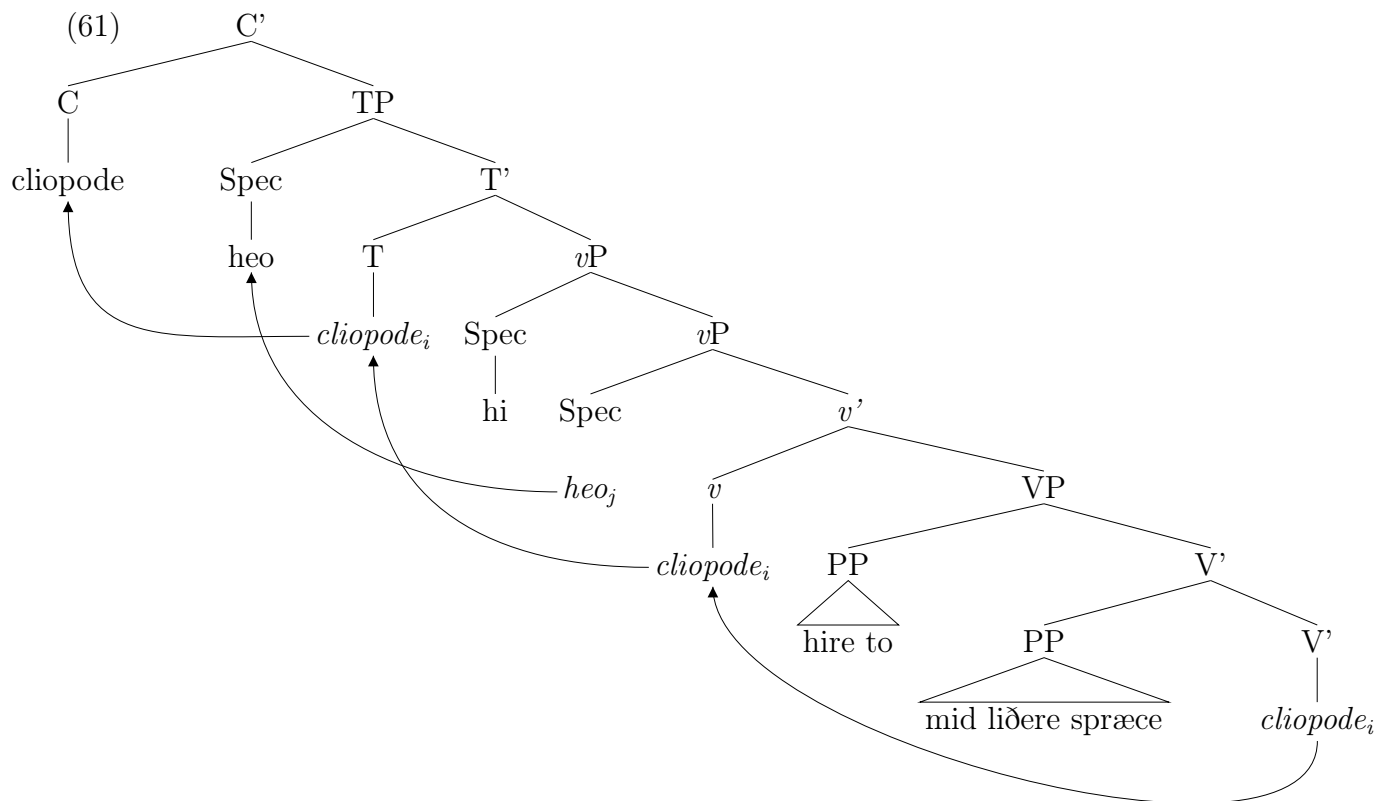 (61) C'
C TP
cliopode Spec T'
heo T vP
cliopode_i Spec vP
hi Spec v'
heo_j v VP
cliopode_i PP V'
hire to PP V'
mid liðere spræce cliopode_i